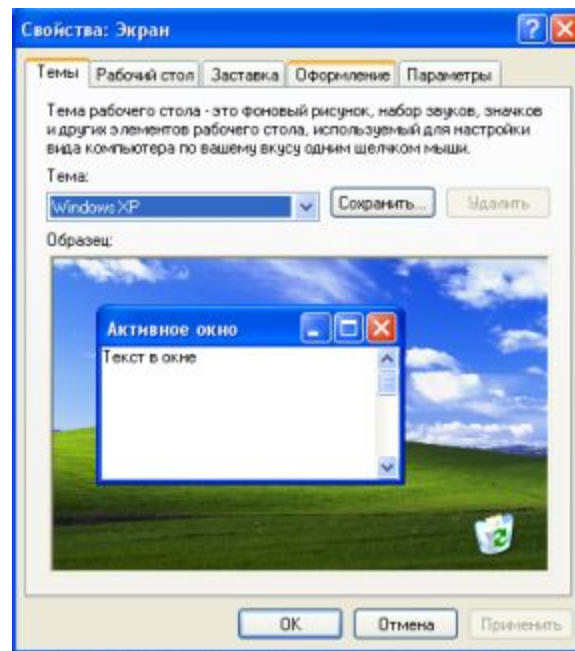 Свойства: Экран
Темы Рабочий стол Заставка Оформление Параметры
Тема рабочего стола - это фоновый рисунок, набор звуков, значков
и других элементов рабочего стола, используемый для настройки
вида компьютера по вашему вкусу одним щелчком мыши.
Тема:
Windows XP Сохранить... Удалить
Образец:
Активное окно
Текст в окне
OK Отмена Применить